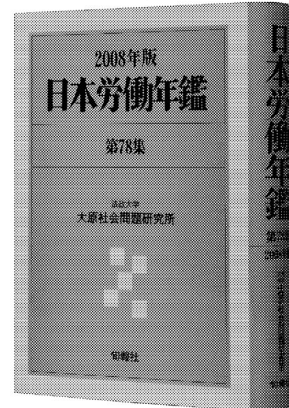 2008年版
日本労働年鑑
第78集
法政大学
大原社会問題研究所
旬報社
日本労働年鑑